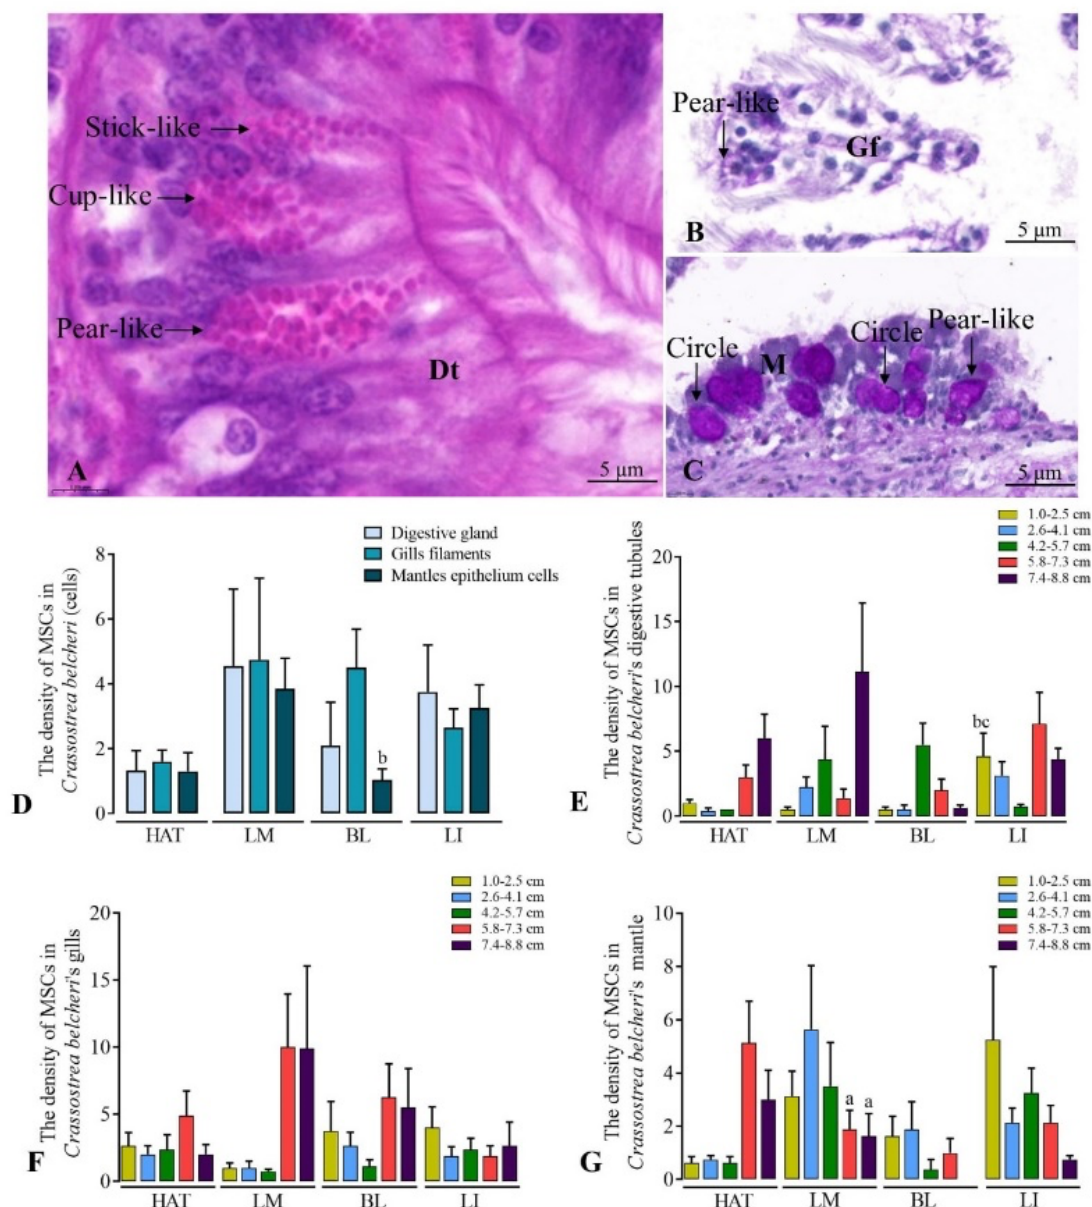 Stick-like
Cup-like
Pear-like
Dt
A
5 μm
Pear-like
Gf
B
5 μm
Circle
M
Circle
Pear-like
C
5 μm
Digestive gland
Gills filaments
Mantles epithelium cells
The density of MSCs in
Crassostrea belcheri (cells)
8
6
4
2
0
b
D
HAT
LM
BL
LI
1.0-2.5 cm
2.6-4.1 cm
4.2-5.7 cm
5.8-7.3 cm
7.4-8.8 cm
The density of MSCs in
Crassostrea belcheri's digestive tubules
20
15
10
5
0
bc
E
HAT
LM
BL
LI
1.0-2.5 cm
2.6-4.1 cm
4.2-5.7 cm
5.8-7.3 cm
7.4-8.8 cm
The density of MSCs in
Crassostrea belcheri's gills
20
15
10
5
0
F
HAT
LM
BL
LI
1.0-2.5 cm
2.6-4.1 cm
4.2-5.7 cm
5.8-7.3 cm
7.4-8.8 cm
The density of MSCs in
Crassostrea belcheri's mantle
10
8
6
4
2
0
a
a
G
HAT
LM
BL
LI